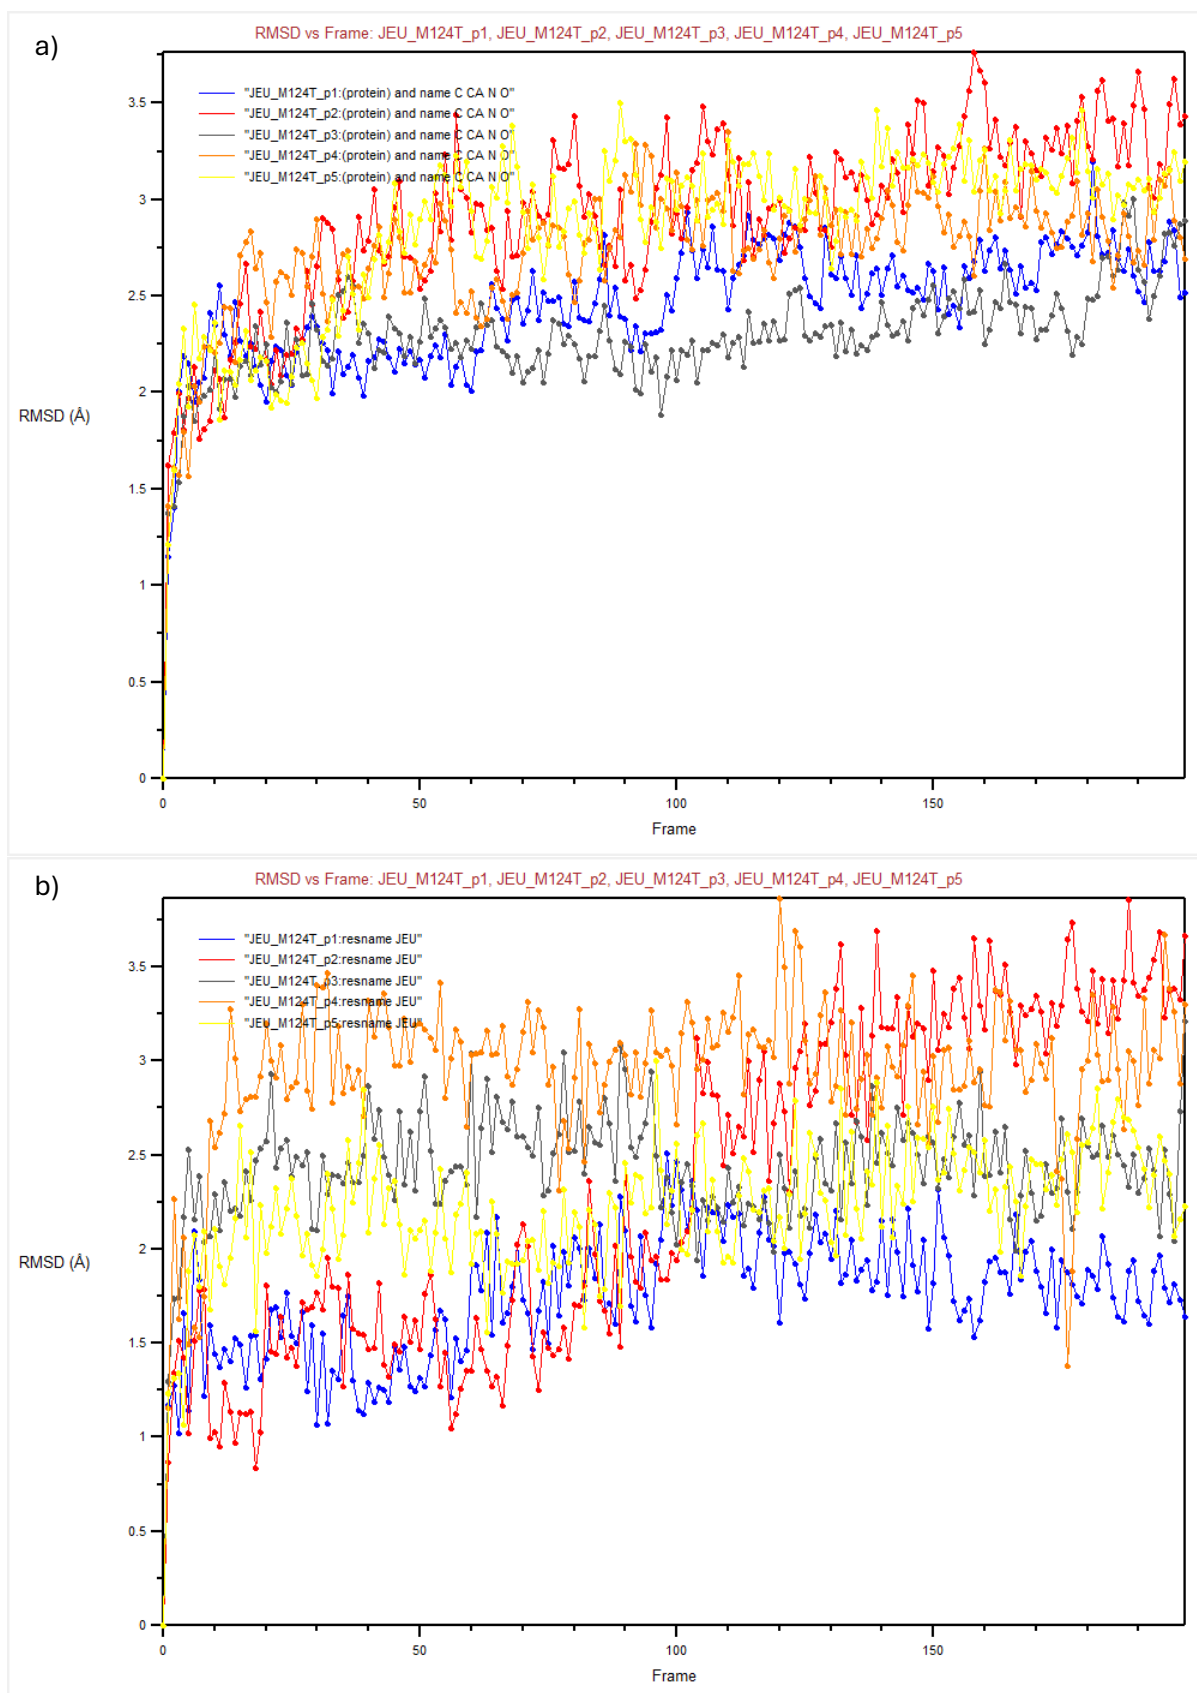 a)
RMSD vs Frame: JEU_M124T_p1, JEU_M124T_p2, JEU_M124T_p3, JEU_M124T_p4, JEU_M124T_p5
"JEU_M124T_p1:(protein) and name C CA N O"
"JEU_M124T_p2:(protein) and name C CA N O"
"JEU_M124T_p3:(protein) and name C CA N O"
"JEU_M124T_p4:(protein) and name C CA N O"
"JEU_M124T_p5:(protein) and name C CA N O"
3.5
3
2.5
2
RMSD (Å)
1.5
1
0.5
0
0 50 100 150
Frame
b)
RMSD vs Frame: JEU_M124T_p1, JEU_M124T_p2, JEU_M124T_p3, JEU_M124T_p4, JEU_M124T_p5
"JEU_M124T_p1:resname JEU"
"JEU_M124T_p2:resname JEU"
"JEU_M124T_p3:resname JEU"
"JEU_M124T_p4:resname JEU"
"JEU_M124T_p5:resname JEU"
3.5
3
2.5
2
RMSD (Å)
1.5
1
0.5
0
0 50 100 150
Frame